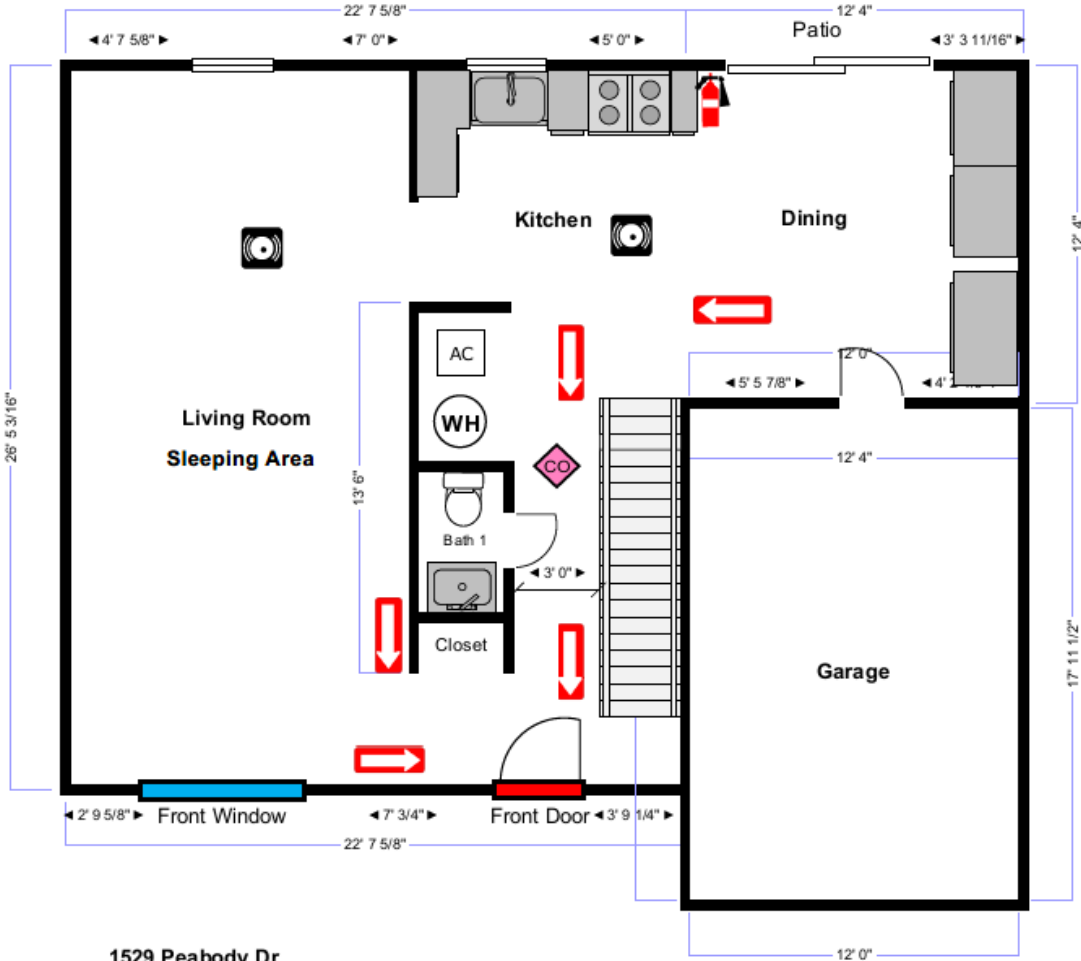 22' 7 5/8" 12' 4"
4' 7 5/8" 7' 0" 5' 0" Patio 3' 3 11/16"
Kitchen Dining
12' 4"
AC
12' 0"
5' 5 7/8"
WH
Living Room
Sleeping Area
26' 5 3/16"
13' 6"
12' 4"
CO
Bath 1
3' 0"
Closet
Garage
17' 11 1/2"
2' 9 5/8" Front Window 7' 3/4" Front Door 3' 9 1/4"
22' 7 5/8"
1529 Peabody Dr
12' 0"